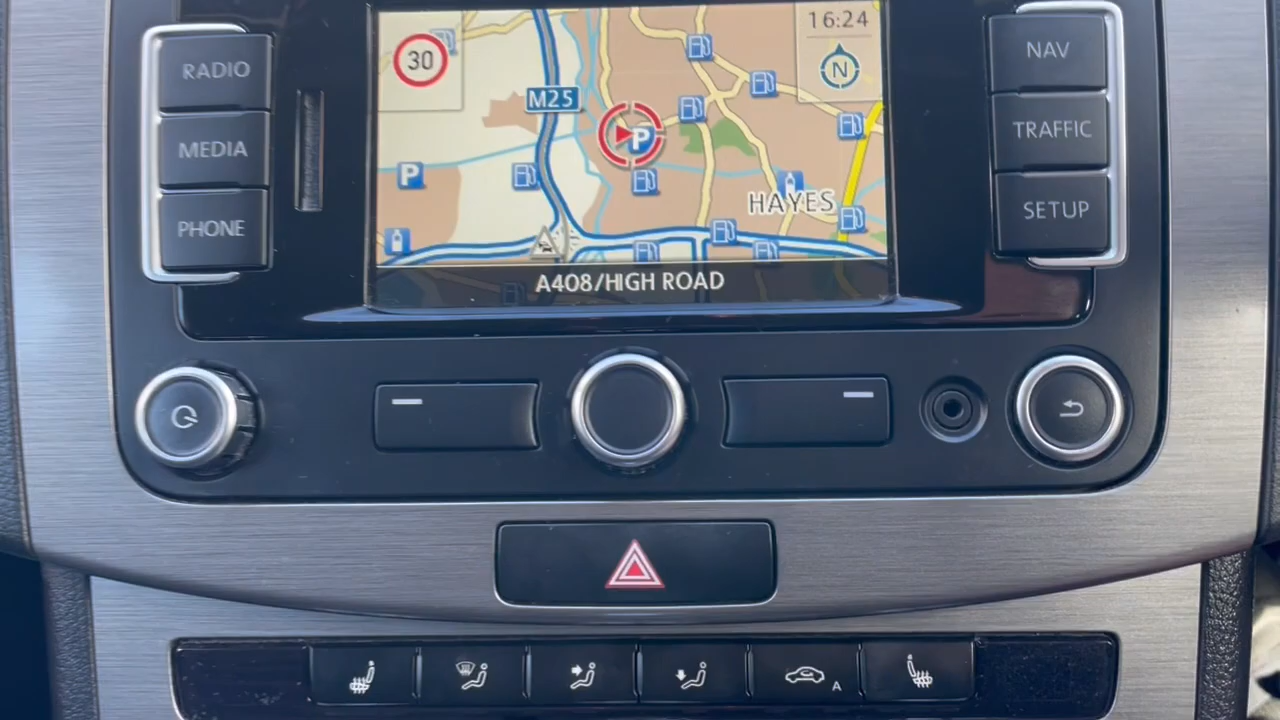 RADIO
MEDIA
PHONE
30
M25
P
P
HAYES
16:24
N
A408/HIGH ROAD
NAV
TRAFFIC
SETUP
A